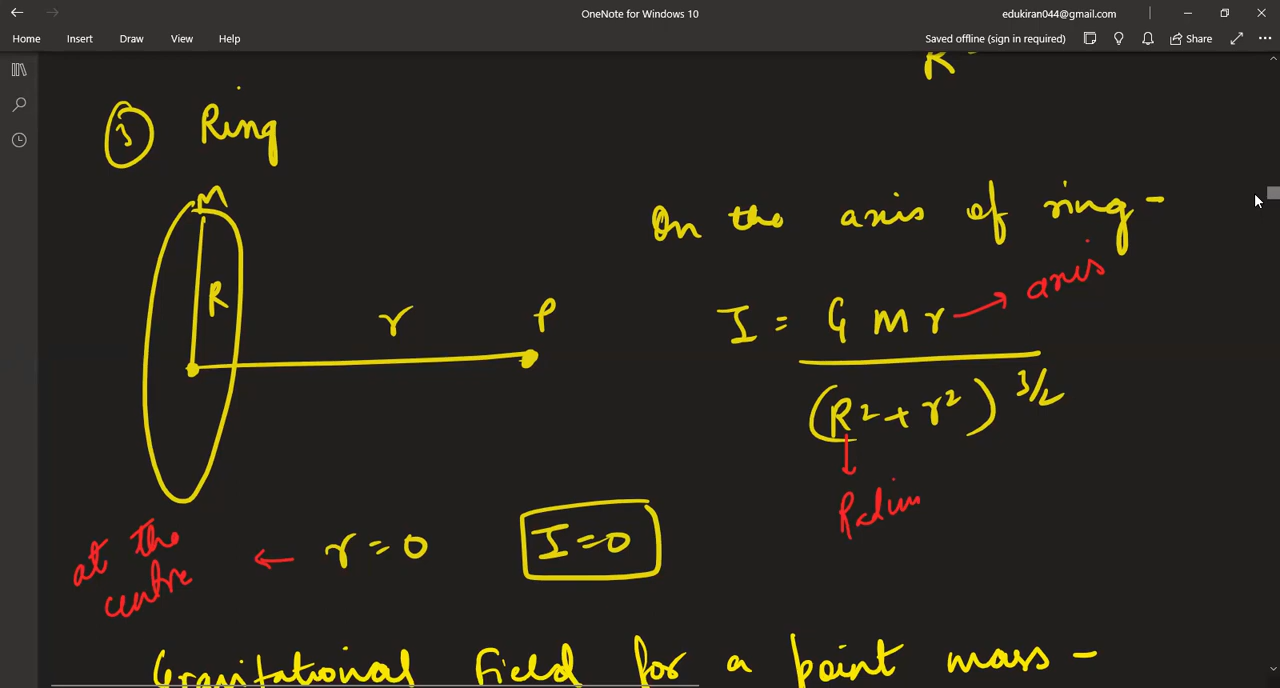 OneNote for Windows 10
edukiran044@gmail.com
Home Insert Draw View Help
Saved offline (sign in required) Share
R
③ Ring
M
On the axis of ring -
R
r
P
I = G M r → axis
(R² + r²) 3/2
Radius
at the centre ← r = 0
I = 0
Gravitational Field for a point mass -